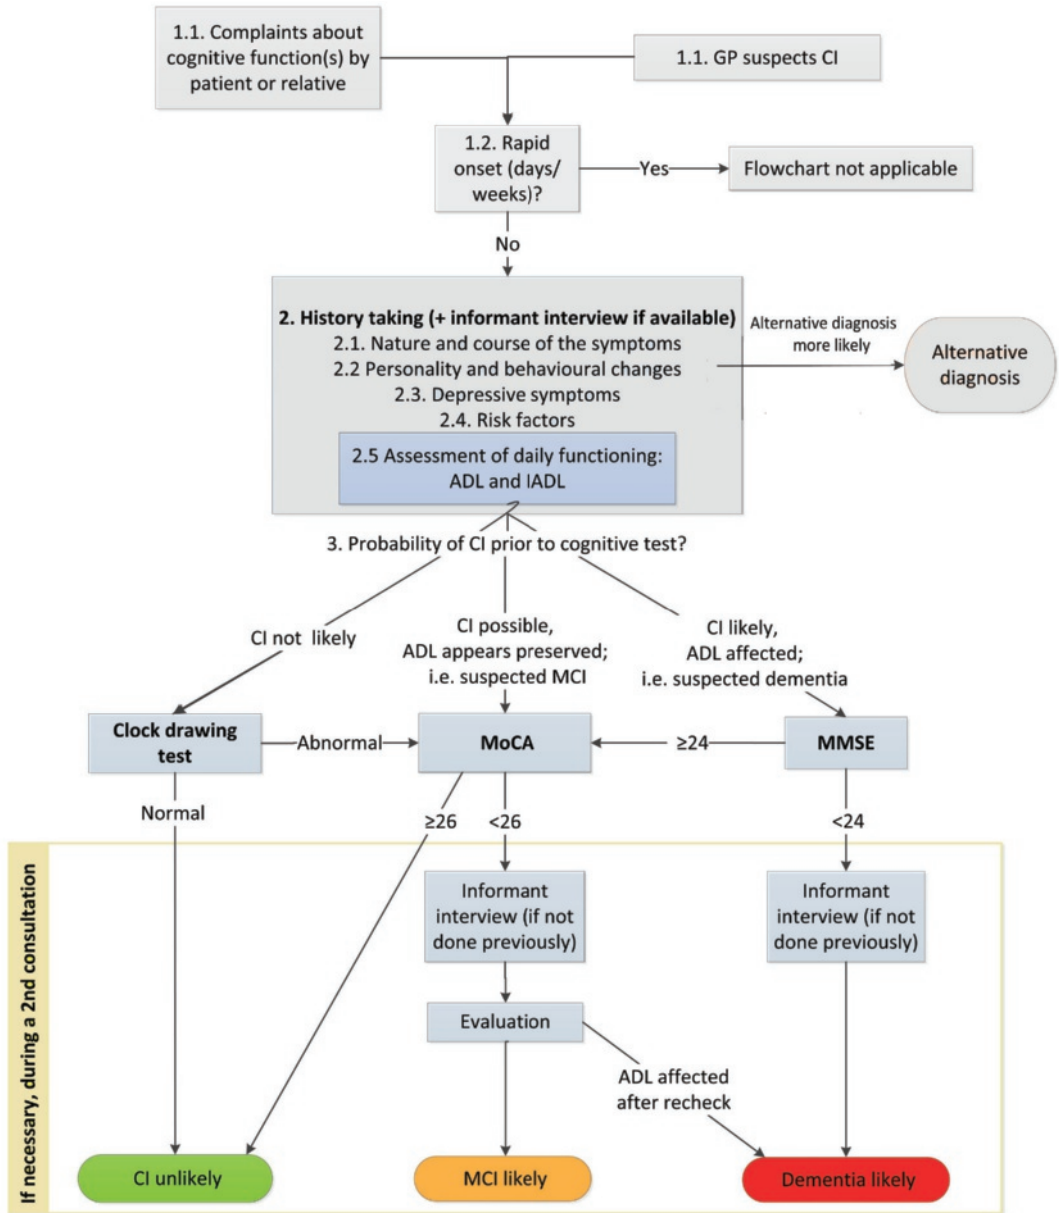 1.1. Complaints about
cognitive function(s) by
patient or relative
1.1. GP suspects CI
1.2. Rapid
onset (days/
weeks)?
Yes
Flowchart not applicable
No
2. History taking (+ informant interview if available)
2.1. Nature and course of the symptoms
2.2 Personality and behavioural changes
2.3. Depressive symptoms
2.4. Risk factors
2.5 Assessment of daily functioning:
ADL and IADL
Alternative diagnosis
more likely
Alternative
diagnosis
3. Probability of CI prior to cognitive test?
CI not likely
CI possible,
ADL appears preserved;
i.e. suspected MCI
CI likely,
ADL affected;
i.e. suspected dementia
Clock drawing
test
Abnormal
MoCA
≥24
MMSE
Normal
≥26
<26
<24
If necessary, during a 2nd consultation
Informant
interview (if not
done previously)
Informant
interview (if not
done previously)
Evaluation
ADL affected
after recheck
CI unlikely
MCI likely
Dementia likely